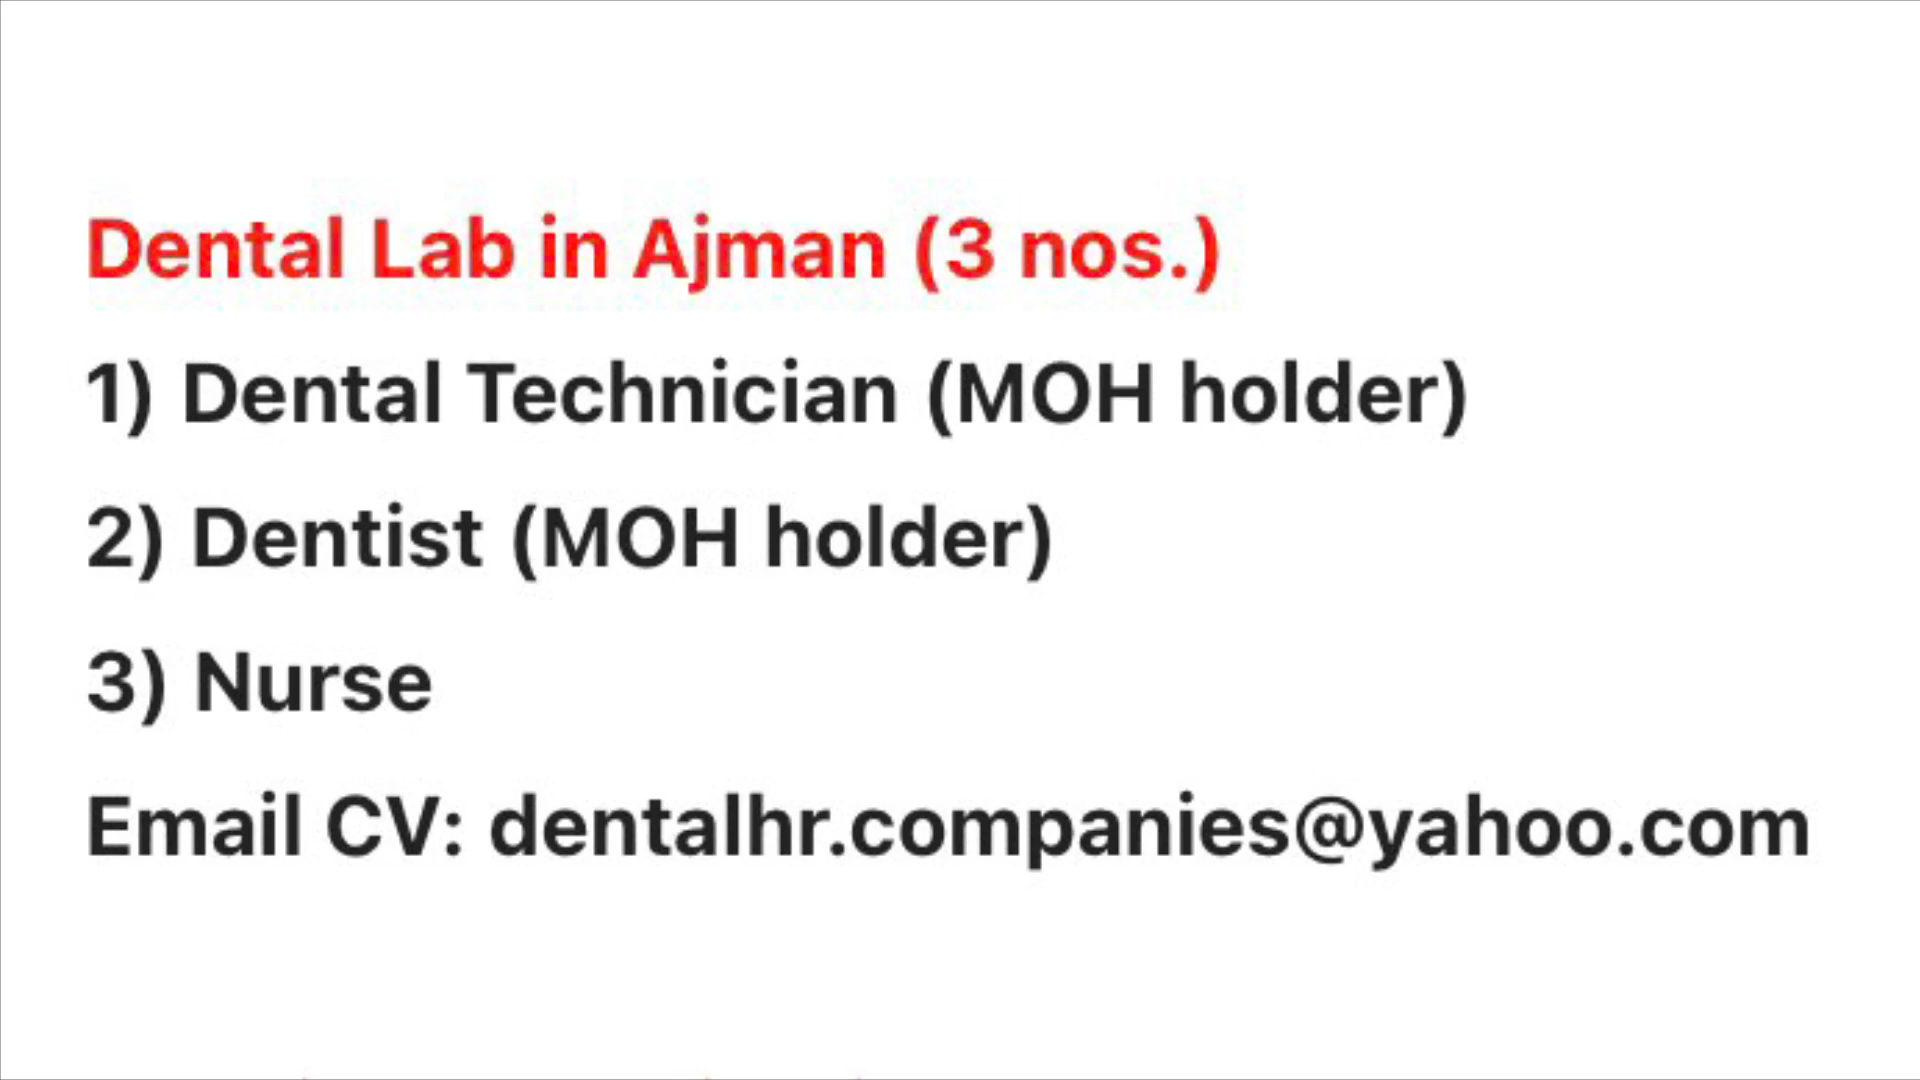 Dental Lab in Ajman (3 nos.)
1) Dental Technician (MOH holder)
2) Dentist (MOH holder)
3) Nurse
Email CV: dentalhr.companies@yahoo.com